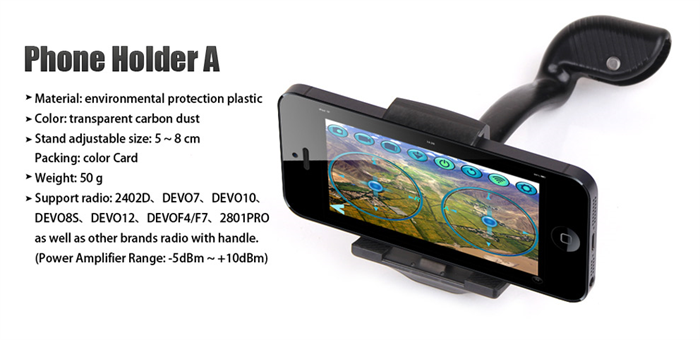 Phone Holder A
➤ Material: environmental protection plastic
➤ Color: transparent carbon dust
➤ Stand adjustable size: 5 ~ 8 cm
Packing: color Card
➤ Weight: 50 g
➤ Support radio: 2402D、DEVO7、DEVO10、
DEVO8S、DEVO12、DEVOF4/F7、2801PRO
as well as other brands radio with handle.
(Power Amplifier Range: -5dBm ~ +10dBm)